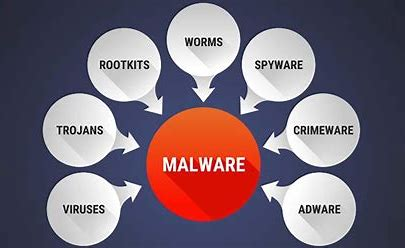 WORMS
ROOTKITS
SPYWARE
TROJANS
CRIMEWARE
MALWARE
VIRUSES
ADWARE